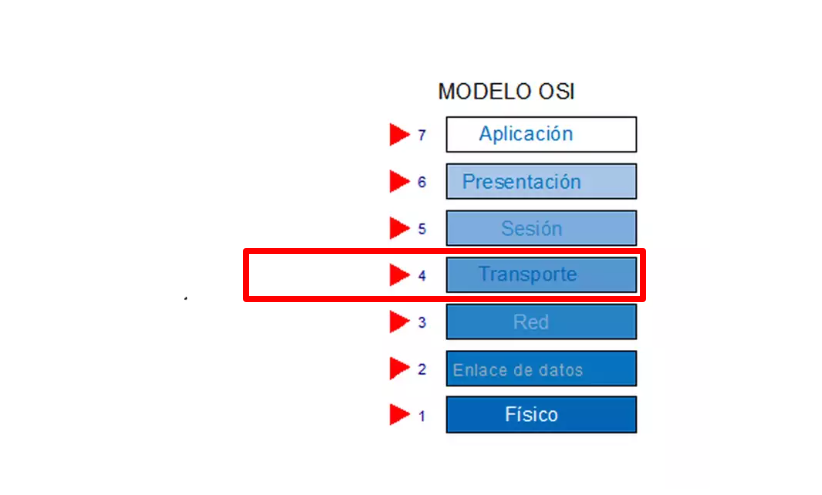 MODELO OSI
7 Aplicación
6 Presentación
5 Sesión
4 Transporte
3 Red
2 Enlace de datos
1 Físico